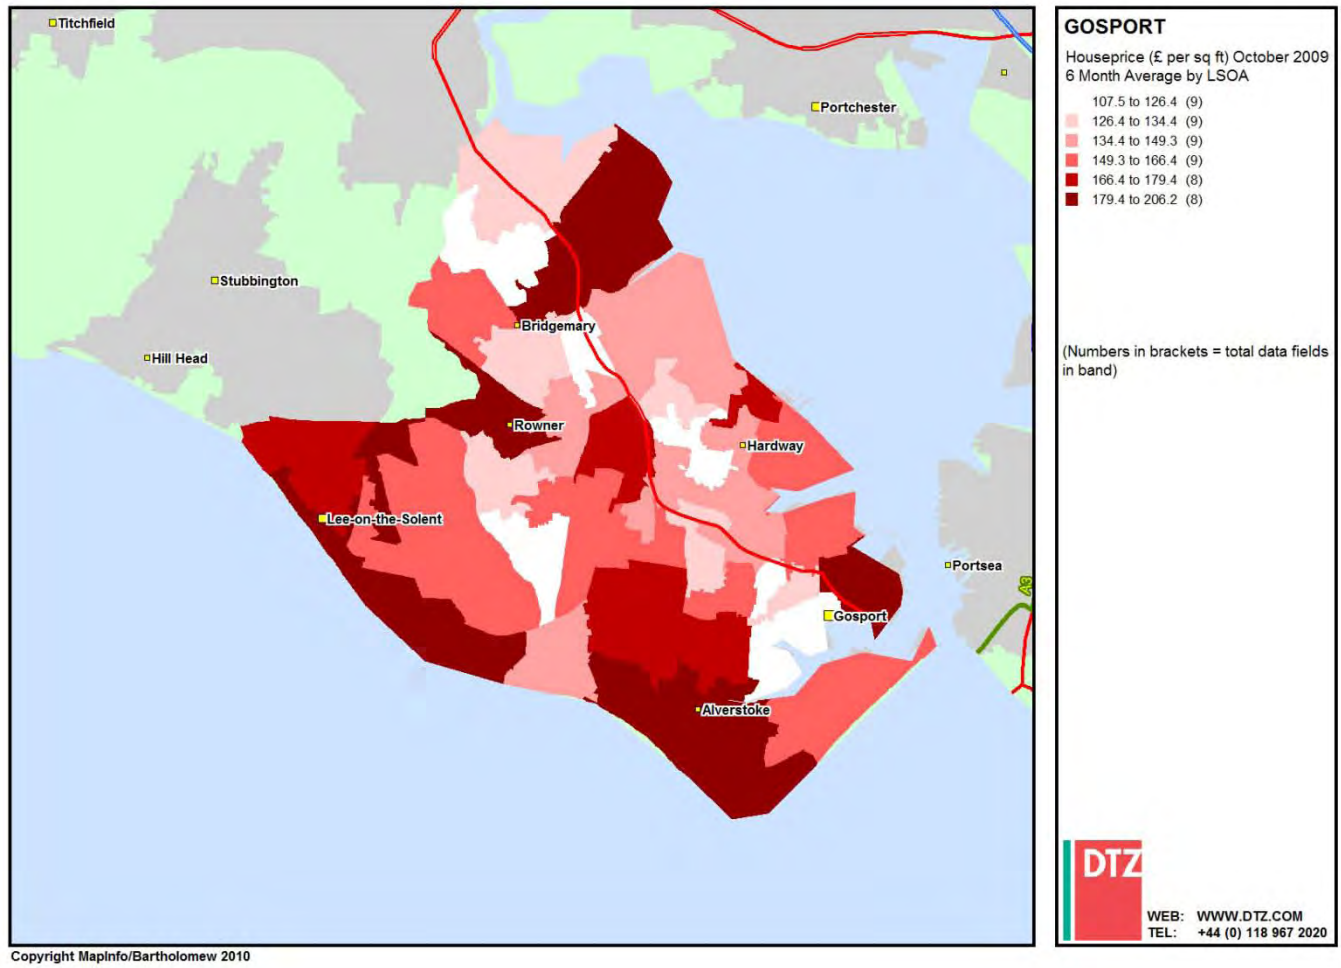 Titchfield
Portchester
Stubbington
Hill Head
Bridgemary
Rowner
Hardway
Lee-on-the-Solent
Portsea
A3
Gosport
Alverstoke
GOSPORT
Houseprice (£ per sq ft) October 2009
6 Month Average by LSOA
107.5 to 126.4 (9)
126.4 to 134.4 (9)
134.4 to 149.3 (9)
149.3 to 166.4 (9)
166.4 to 179.4 (8)
179.4 to 206.2 (8)
(Numbers in brackets = total data fields
in band)
DTZ
WEB: WWW.DTZ.COM
TEL: +44 (0) 118 967 2020
Copyright MapInfo/Bartholomew 2010